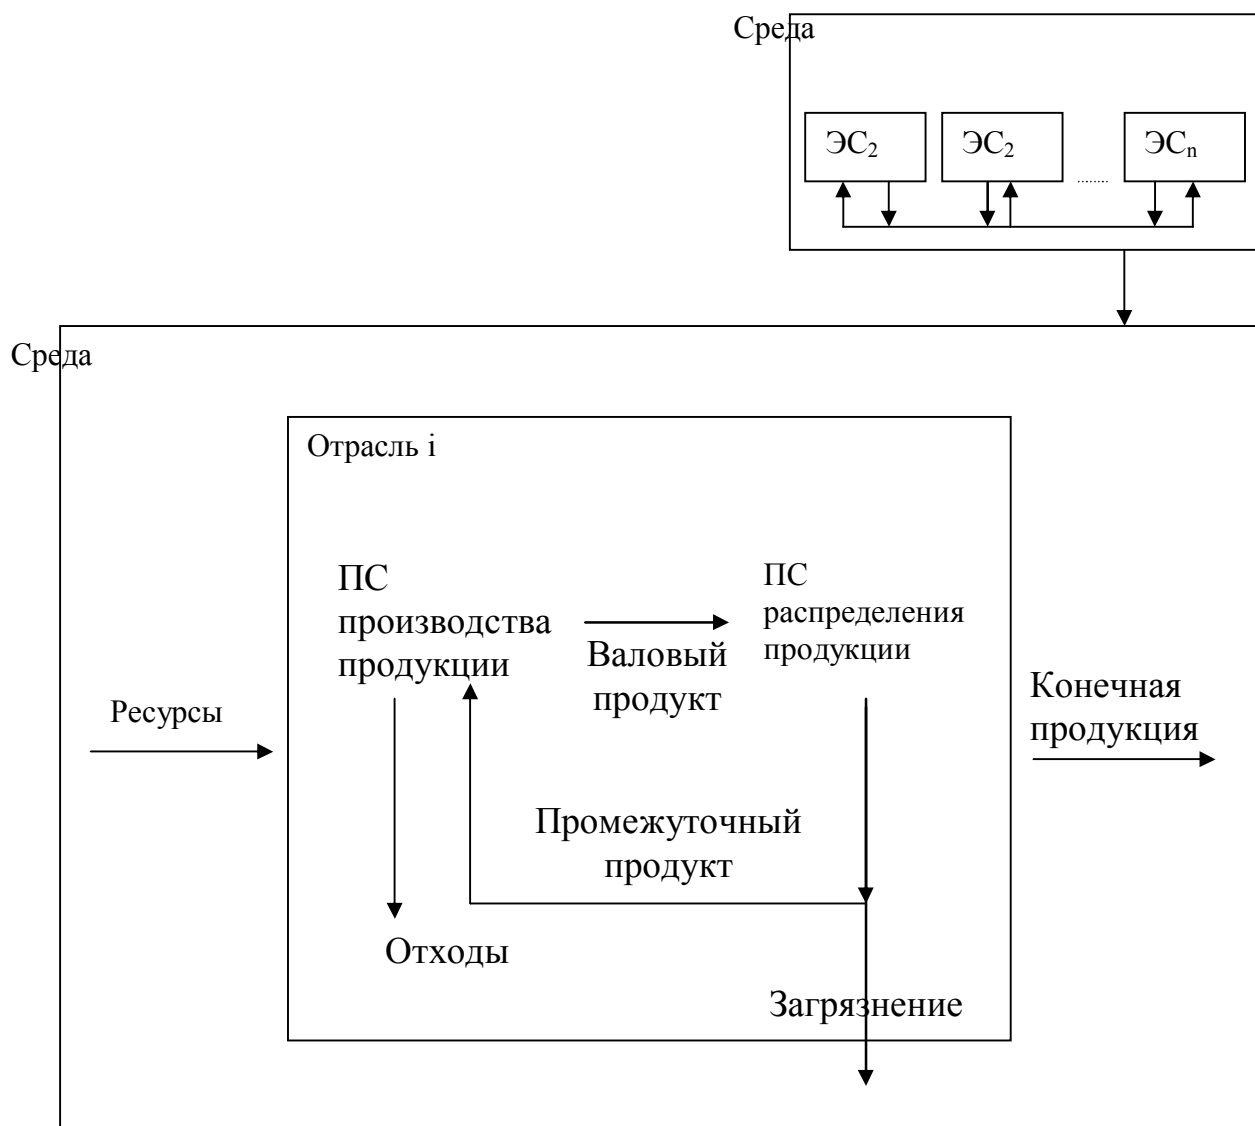 Среда
ЭС₂
ЭС₂
........
ЭСₙ
Среда
Отрасль i
ПС
производства
продукции
ПС
распределения
продукции
Валовый
продукт
Ресурсы
Конечная
продукция
Промежуточный
продукт
Отходы
Загрязнение